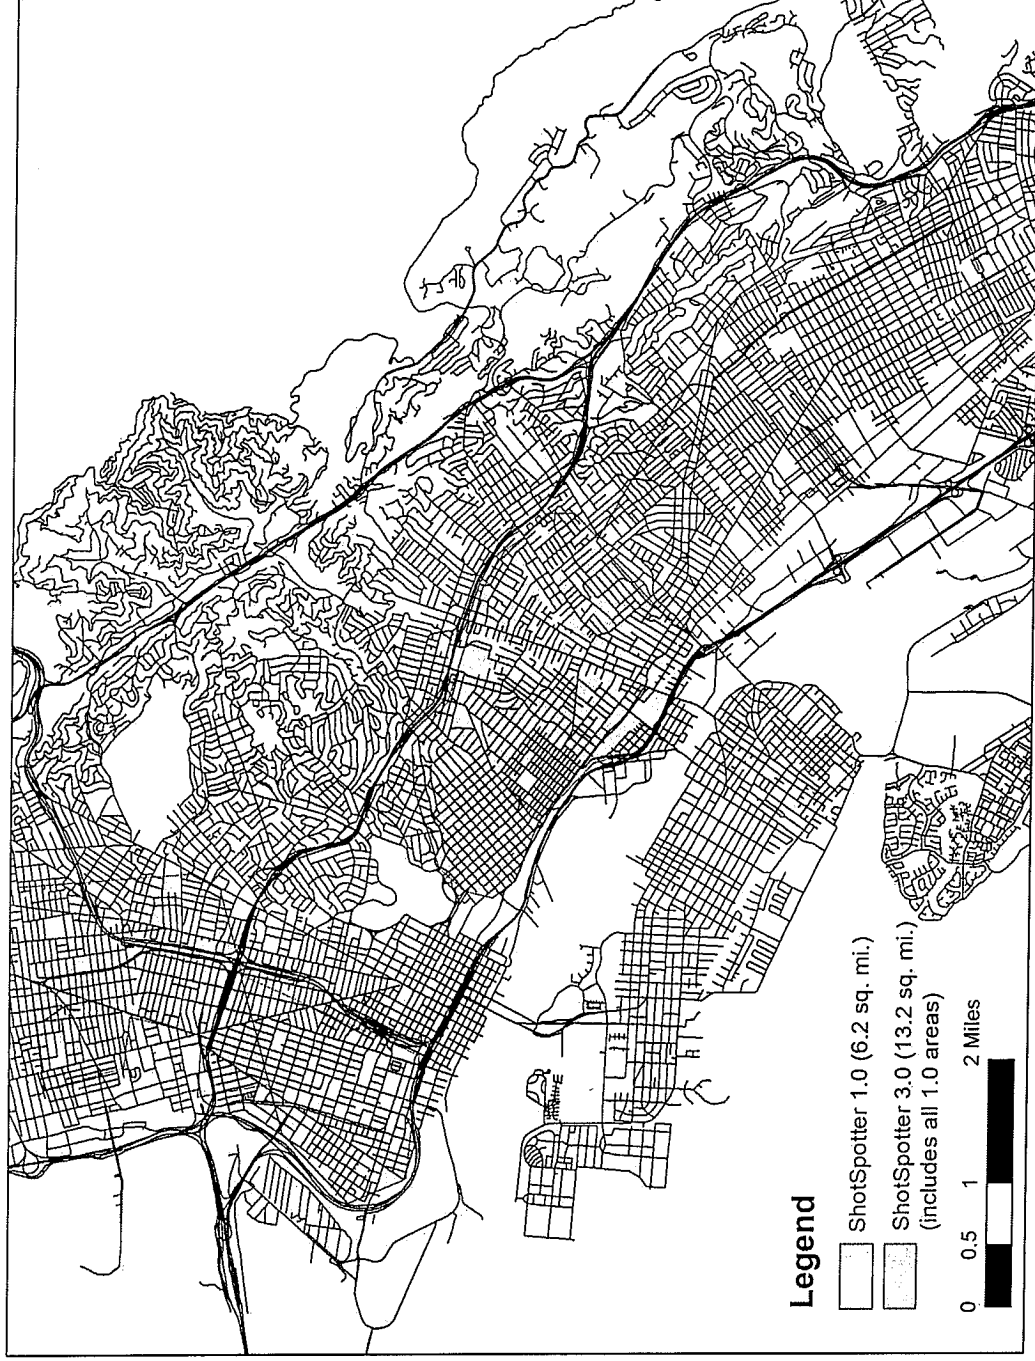 Legend
ShotSpotter 1.0 (6.2 sq. mi.)
ShotSpotter 3.0 (13.2 sq. mi.)
(includes all 1.0 areas)
0 0.5 1 2 Miles